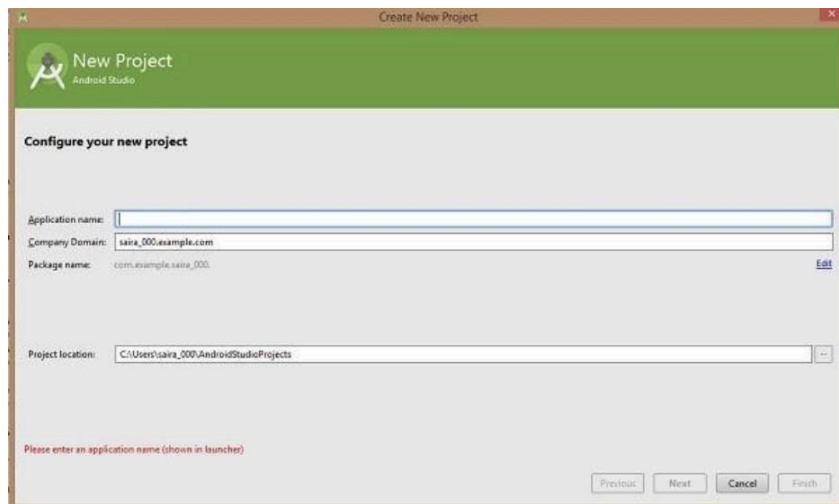 Create New Project
New Project
Android Studio
Configure your new project
Application name:
Company Domain: saira_000.example.com
Package name: com.example.saira_000. Edit
Project location: C:\Users\saira_000\AndroidStudioProjects ...
Please enter an application name (shown in launcher)
Previous Next Cancel Finish